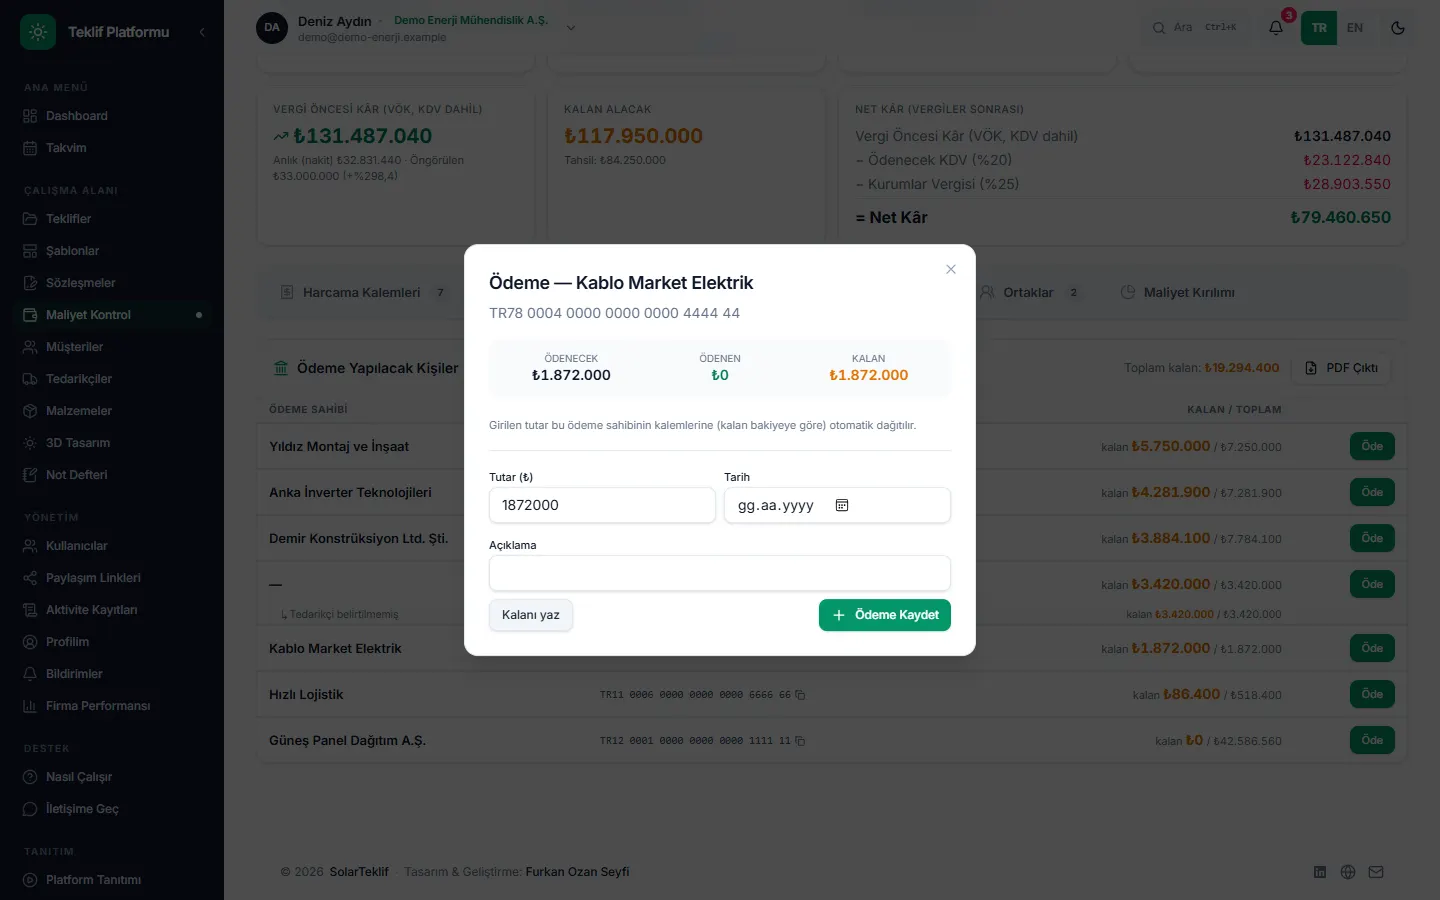 Teklif Platformu
ANA MENÜ
Dashboard
Takvim
ÇALIŞMA ALANI
Teklifler
Şablonlar
Sözleşmeler
Maliyet Kontrol
Müşteriler
Tedarikçiler
Malzemeler
3D Tasarım
Not Defteri
YÖNETİM
Kullanıcılar
Paylaşım Linkleri
Aktivite Kayıtları
Profilim
Bildirimler
Firma Performansı
DESTEK
Nasıl Çalışır
İletişime Geç
TANITIM
Platform Tanıtımı
DA
Deniz Aydın · Demo Enerji Mühendislik A.Ş.
demo@demo-enerji.example
Ara Ctrl+K
3
TR EN
VERGİ ÖNCESİ KÂR (VÖK, KDV DAHİL)
₺131.487.040
Anlık (nakit) ₺32.831.440 · Öngörülen
₺33.000.000 (+%298,4)
KALAN ALACAK
₺117.950.000
Tahsil: ₺84.250.000
NET KÂR (VERGİLER SONRASI)
Vergi Öncesi Kâr (VÖK, KDV dahil) ₺131.487.040
− Ödenecek KDV (%20) ₺23.122.840
− Kurumlar Vergisi (%25) ₺28.903.550
= Net Kâr ₺79.460.650
Harcama Kalemleri 7
Ortaklar 2
Maliyet Kırılımı
Ödeme Yapılacak Kişiler
Toplam kalan: ₺19.294.400
PDF Çıktı
ÖDEME SAHİBİ
KALAN / TOPLAM
Yıldız Montaj ve İnşaat
kalan ₺5.750.000 / ₺7.250.000 Öde
Anka İnverter Teknolojileri
kalan ₺4.281.900 / ₺7.281.900 Öde
Demir Konstrüksiyon Ltd. Şti.
kalan ₺3.884.100 / ₺7.784.100 Öde
—
kalan ₺3.420.000 / ₺3.420.000 Öde
↳ Tedarikçi belirtilmemiş
kalan ₺3.420.000 / ₺3.420.000
Kablo Market Elektrik
kalan ₺1.872.000 / ₺1.872.000 Öde
Hızlı Lojistik TR11 0006 0000 0000 0000 6666 66 kalan ₺86.400 / ₺518.400 Öde
Güneş Panel Dağıtım A.Ş. TR12 0001 0000 0000 0000 1111 11 kalan ₺0 / ₺42.586.560 Öde
Ödeme — Kablo Market Elektrik
TR78 0004 0000 0000 0000 4444 44
ÖDENECEK ÖDENEN KALAN
₺1.872.000 ₺0 ₺1.872.000
Girilen tutar bu ödeme sahibinin kalemlerine (kalan bakiyeye göre) otomatik dağıtılır.
Tutar (₺) Tarih
1872000 gg.aa.yyyy
Açıklama
Kalanı yaz
+ Ödeme Kaydet
© 2026 SolarTeklif · Tasarım & Geliştirme: Furkan Ozan Seyfi